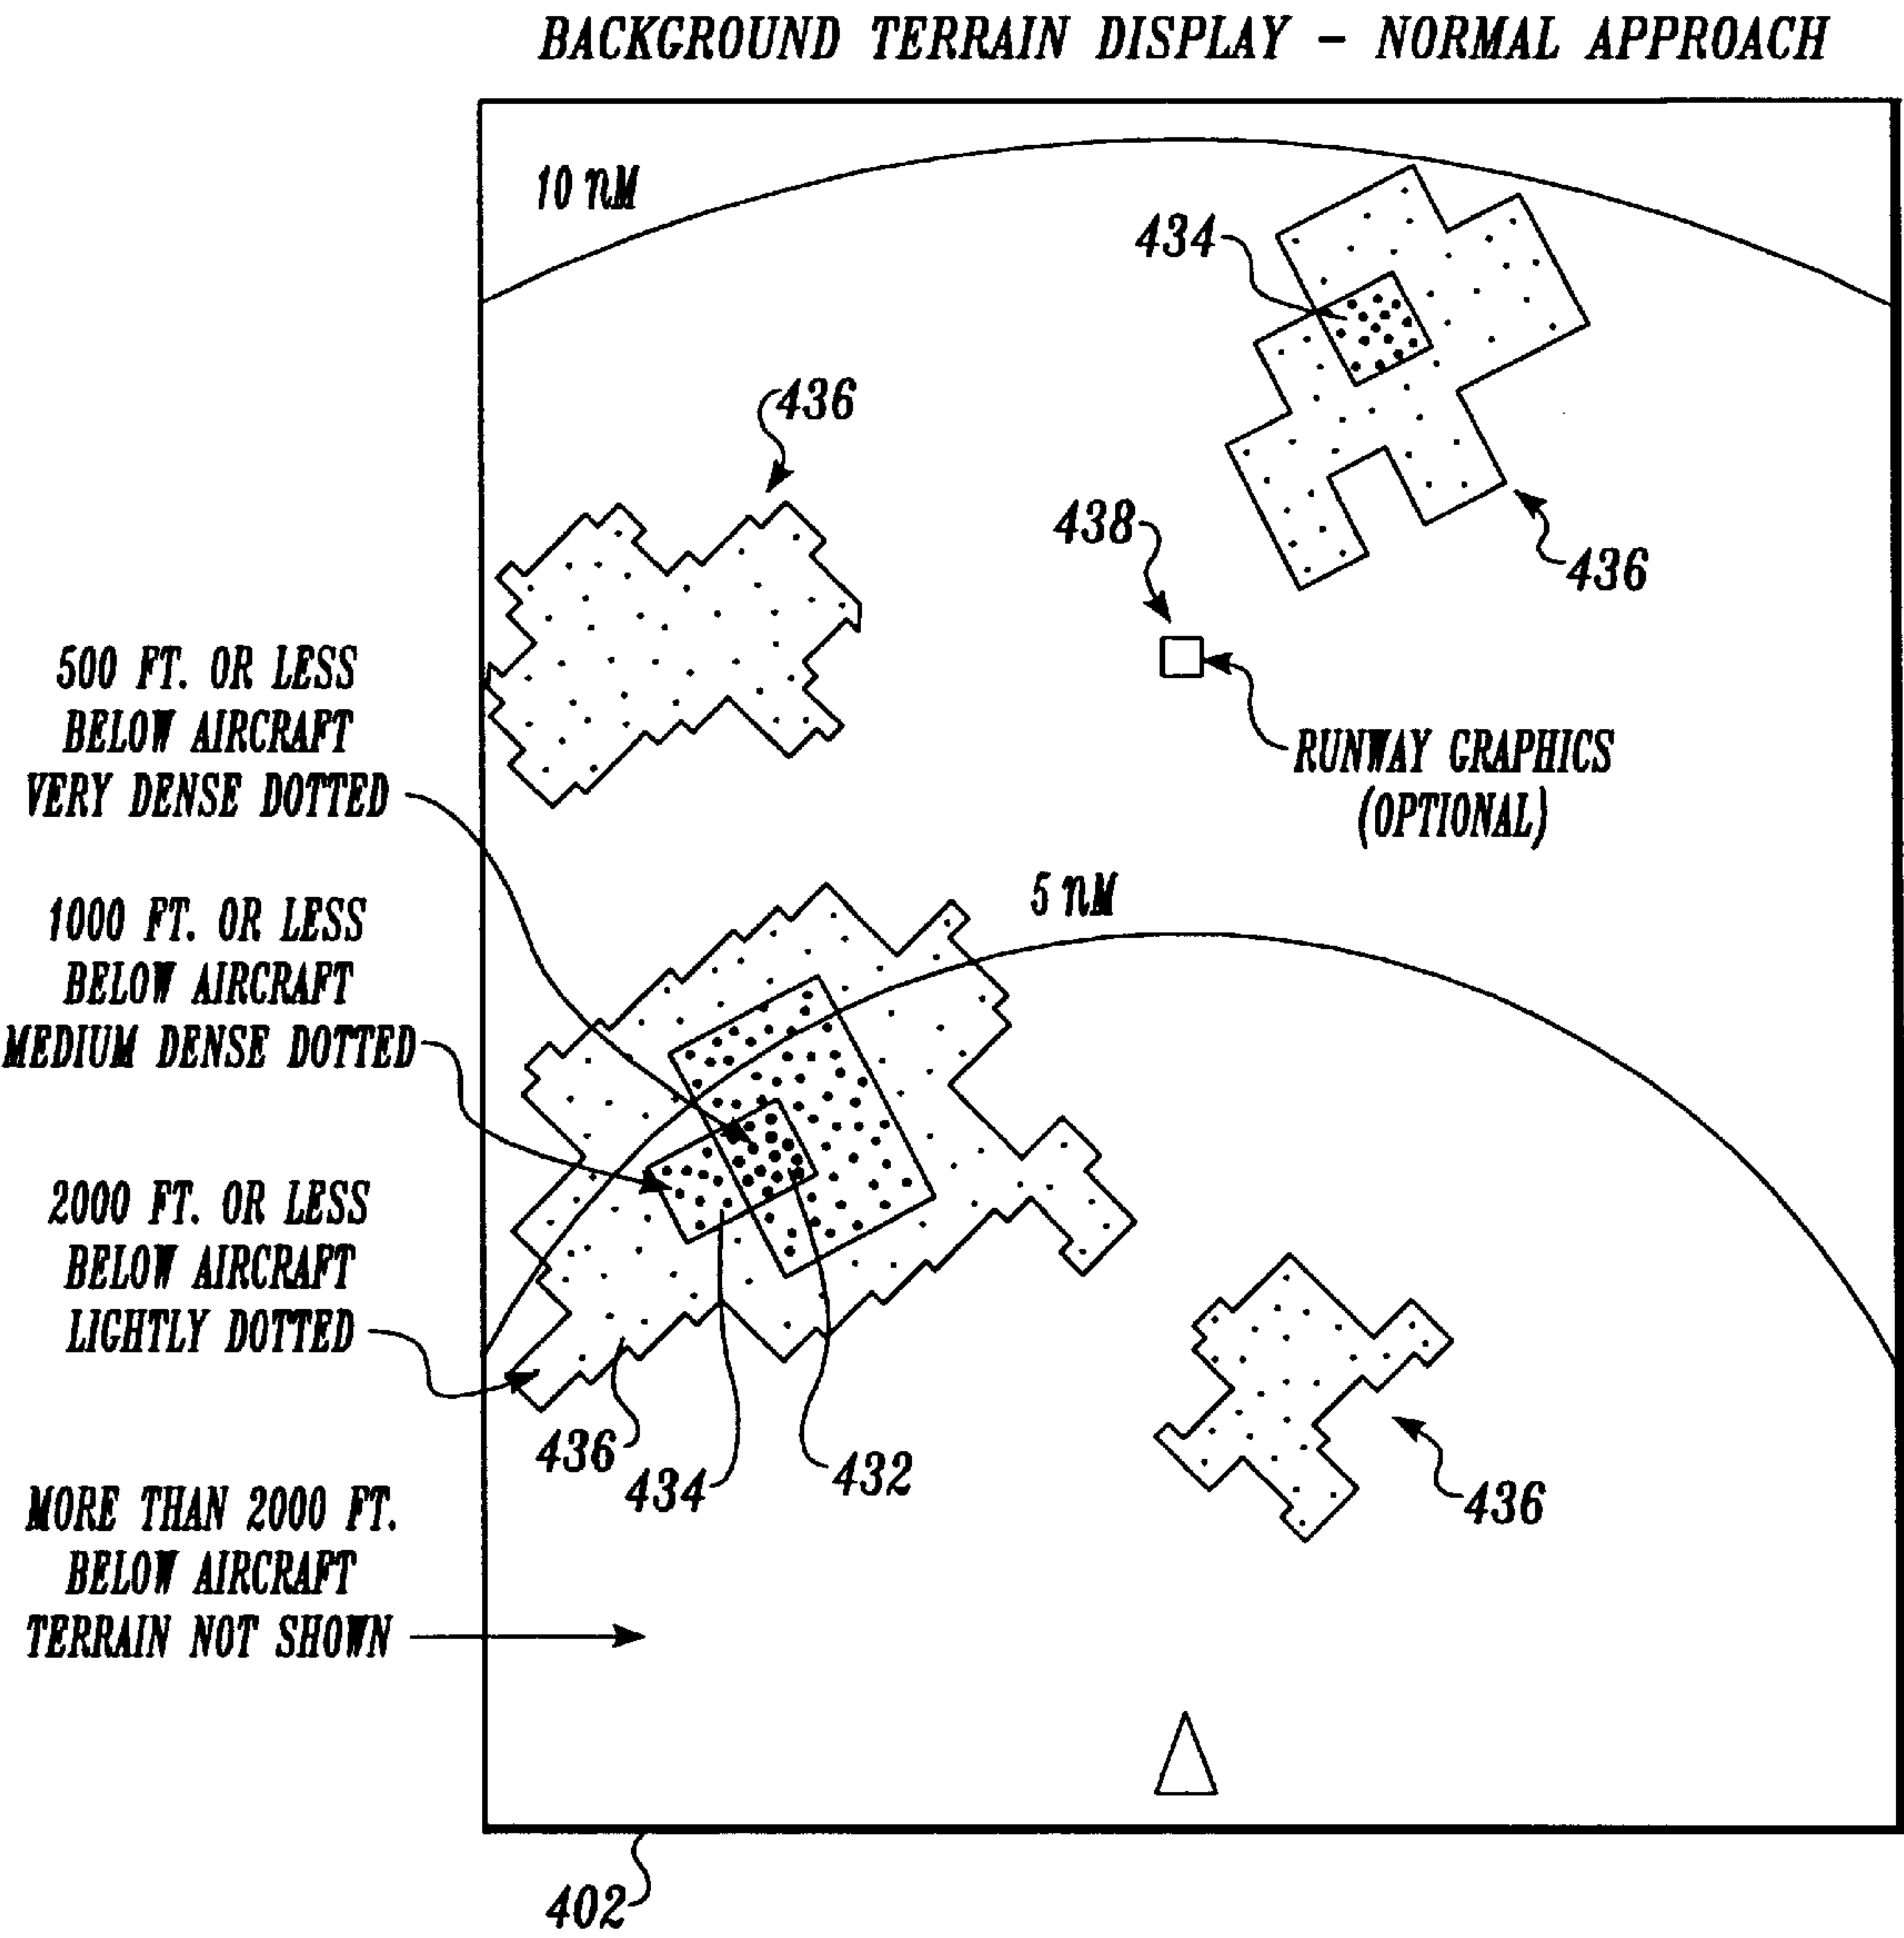 BACKGROUND TERRAIN DISPLAY - NORMAL APPROACH
10 nM
434
436
438
436
500 FT. OR LESS
BELOW AIRCRAFT
VERY DENSE DOTTED
RUNWAY GRAPHICS
(OPTIONAL)
5 nM
1000 FT. OR LESS
BELOW AIRCRAFT
MEDIUM DENSE DOTTED
2000 FT. OR LESS
BELOW AIRCRAFT
LIGHTLY DOTTED
436
434
432
436
MORE THAN 2000 FT.
BELOW AIRCRAFT
TERRAIN NOT SHOWN
402